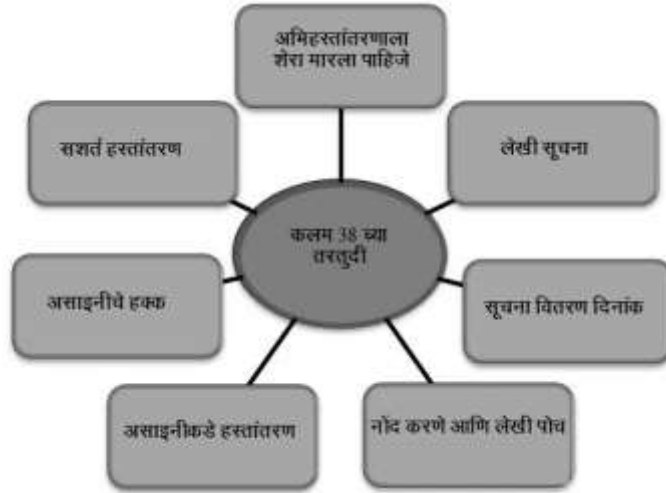 अभिहस्तांतरणाला
शेरा मारला पाहिजे
सशर्त हस्तांतरण
लेखी सूचना
कलम 38 च्या
तरतुदी
असाइनीचे हक्क
सूचना वितरण दिनांक
असाइनीकडे हस्तांतरण
नोंद करणे आणि लेखी पोच